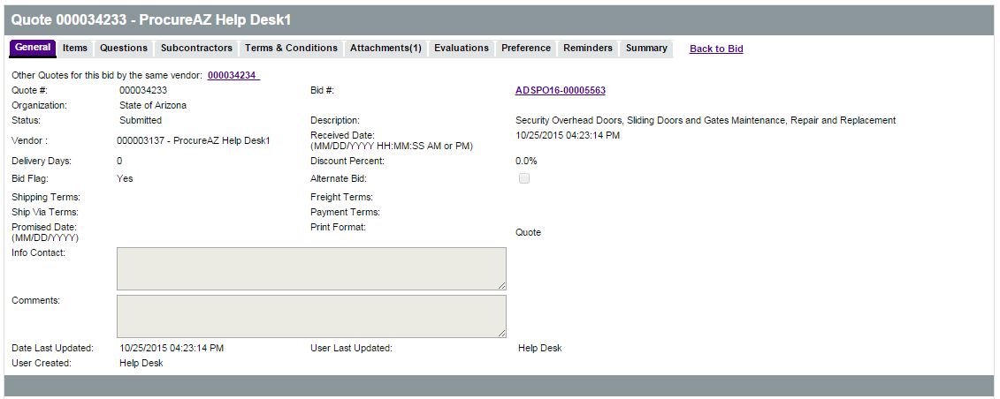 Quote 000034233 - ProcureAZ Help Desk1
General Items Questions Subcontractors Terms & Conditions Attachments(1) Evaluations Preference Reminders Summary Back to Bid
Other Quotes for this bid by the same vendor: 000034234
Quote #: 000034233 Bid #: ADSPO16-00005563
Organization: State of Arizona
Status: Submitted Description: Security Overhead Doors, Sliding Doors and Gates Maintenance, Repair and Replacement
Vendor : 000003137 - ProcureAZ Help Desk1 Received Date: 10/25/2015 04:23:14 PM
(MM/DD/YYYY HH:MM:SS AM or PM)
Delivery Days: 0 Discount Percent: 0.0%
Bid Flag: Yes Alternate Bid:
Shipping Terms: Freight Terms:
Ship Via Terms: Payment Terms:
Promised Date: Print Format: Quote
(MM/DD/YYYY)
Info Contact:
Comments:
Date Last Updated: 10/25/2015 04:23:14 PM User Last Updated: Help Desk
User Created: Help Desk